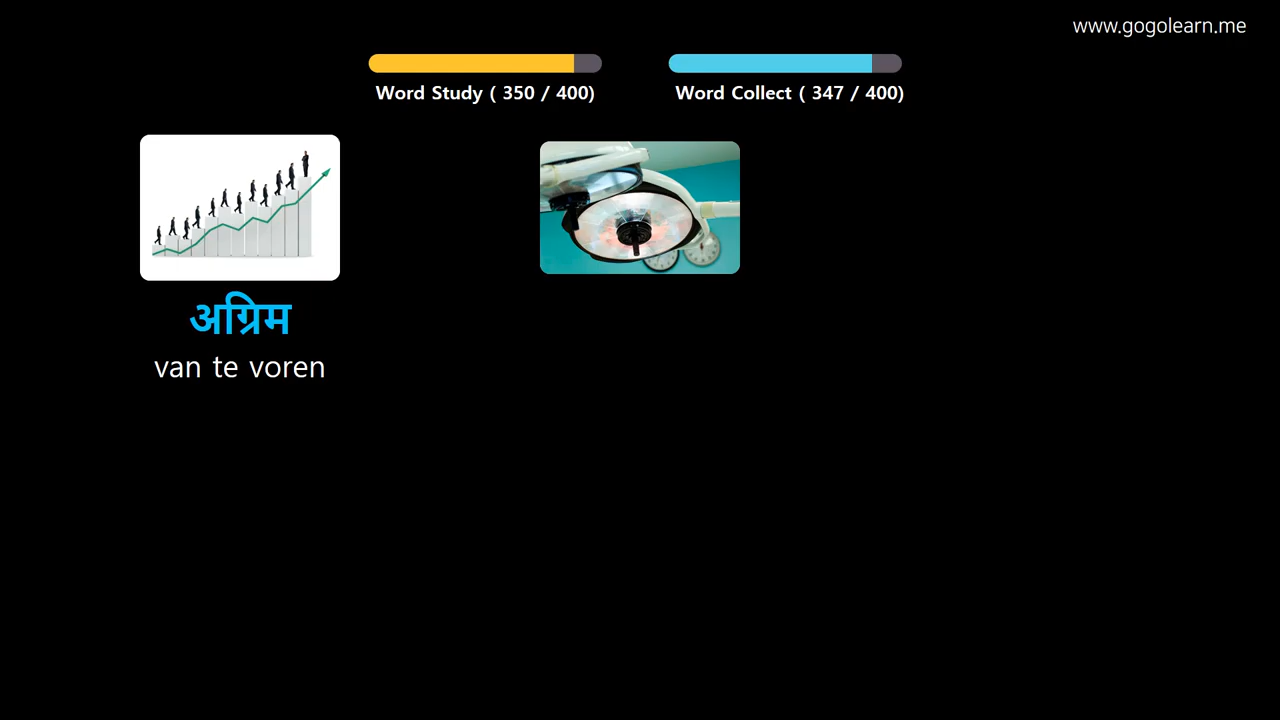 www.gogolearn.me
Word Study ( 350 / 400)
Word Collect ( 347 / 400)
अग्रिम
van te voren